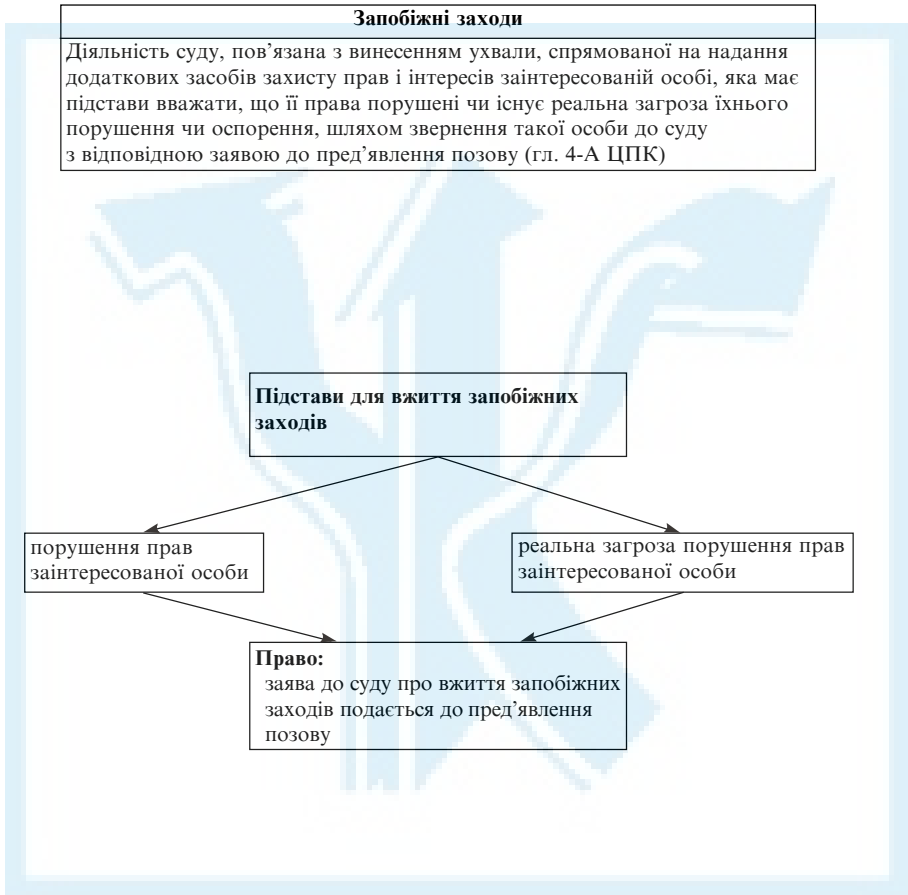 Запобіжні заходи
Діяльність суду, пов’язана з винесенням ухвали, спрямованої на надання
додаткових засобів захисту прав і інтересів заінтересованій особі, яка має
підстави вважати, що її права порушені чи існує реальна загроза їхнього
порушення чи оспорення, шляхом звернення такої особи до суду
з відповідною заявою до пред’явлення позову (гл. 4-А ЦПК)
Підстави для вжиття запобіжних
заходів
порушення прав
заінтересованої особи
реальна загроза порушення прав
заінтересованої особи
Право:
заява до суду про вжиття запобіжних
заходів подається до пред’явлення
позову